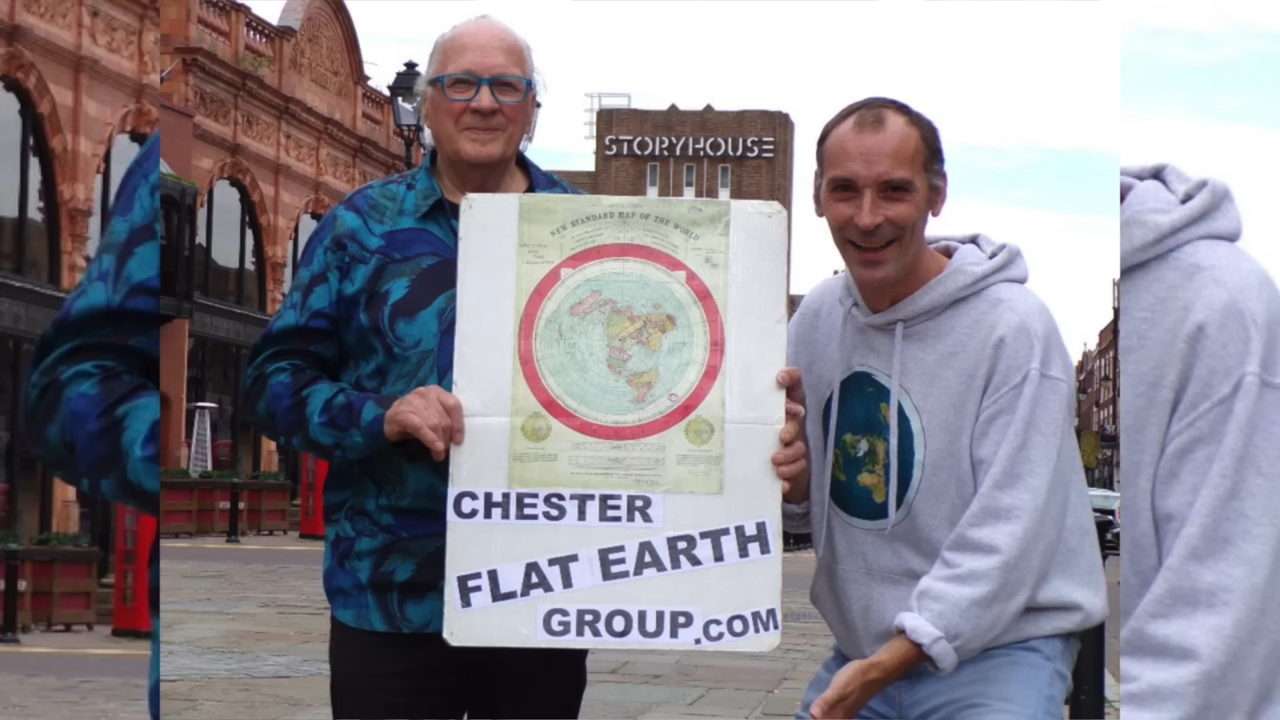 STORYHOUSE
NEW STANDARD MAP OF THE WORLD
CHESTER
FLAT EARTH
GROUP.COM